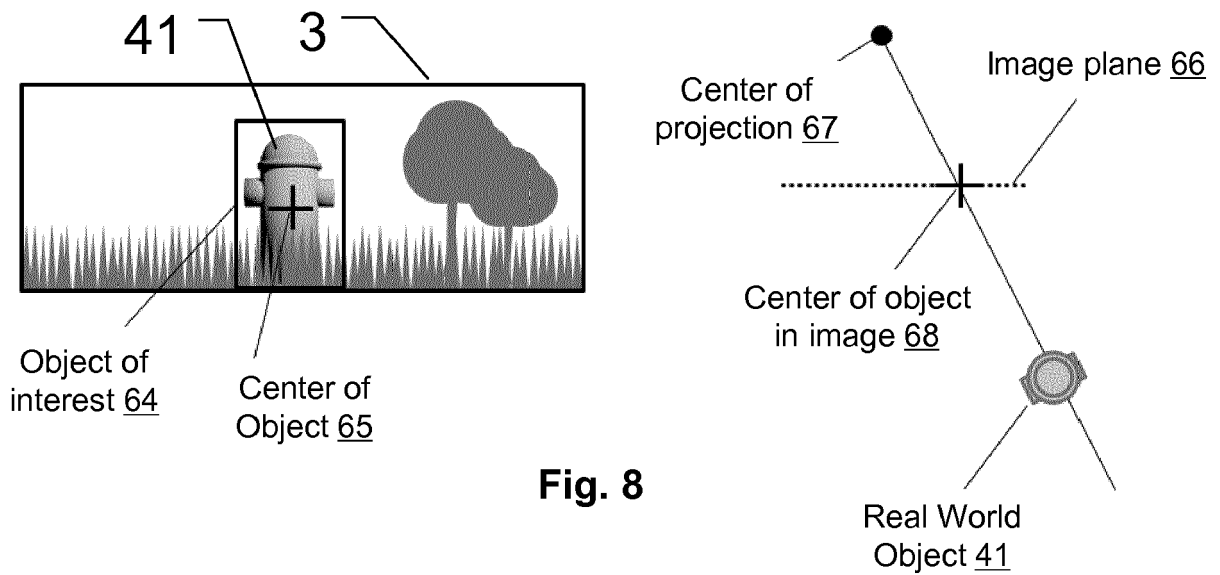 41
3
Object of
interest 64
Center of
Object 65
Center of
projection 67
Image plane 66
Center of object
in image 68
Real World
Object 41
Fig. 8